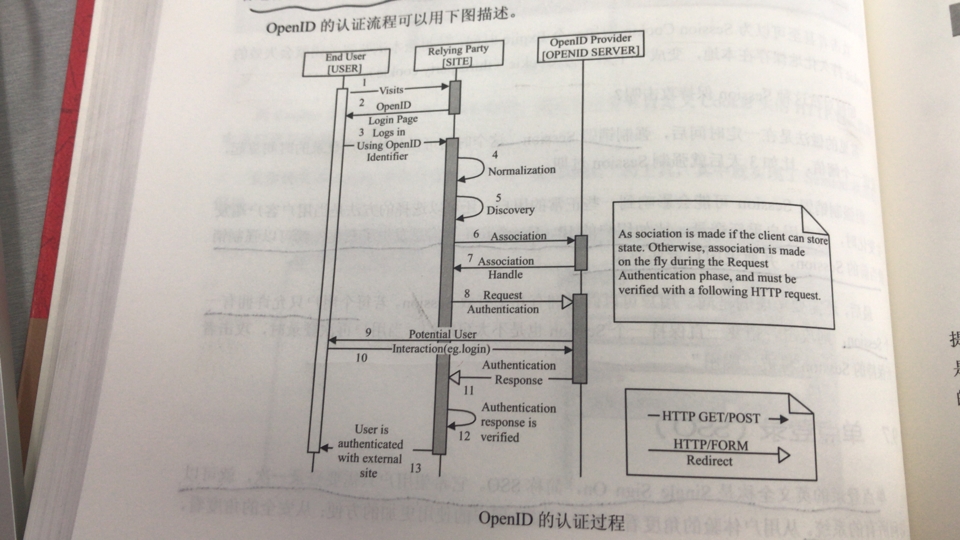 OpenID 的认证流程可以用下图描述。
End User
[USER]
Relying Party
[SITE]
OpenID Provider
[OPENID SERVER]
1
Visits
2 OpenID
Login Page
3 Logs in
Using OpenID
Identifier
4
Normalization
5
Discovery
6 Association
7 Association
Handle
8 Request
Authentication
9 Potential User
Interaction(eg.login)
10
Authentication
Response
11
Authentication
response is
12 verified
User is
authenticated
with external
site 13
As sociation is made if the client can store
state. Otherwise, association is made
on the fly during the Request
Authentication phase, and must be
verified with a following HTTP request.
HTTP GET/POST
HTTP/FORM
Redirect
OpenID 的认证过程